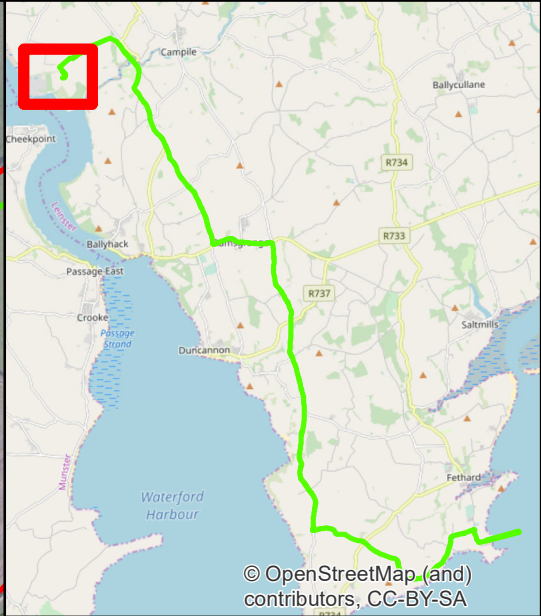 Campile
Ballycullane
Cheekpoint
R734
Leinster
R733
Ballyhack
Passage East
R737
Crooke
Saltmills
Passage
Strand
Duncannon
Munster
Fethard
Waterford
Harbour
© OpenStreetMap (and)
contributors, CC-BY-SA